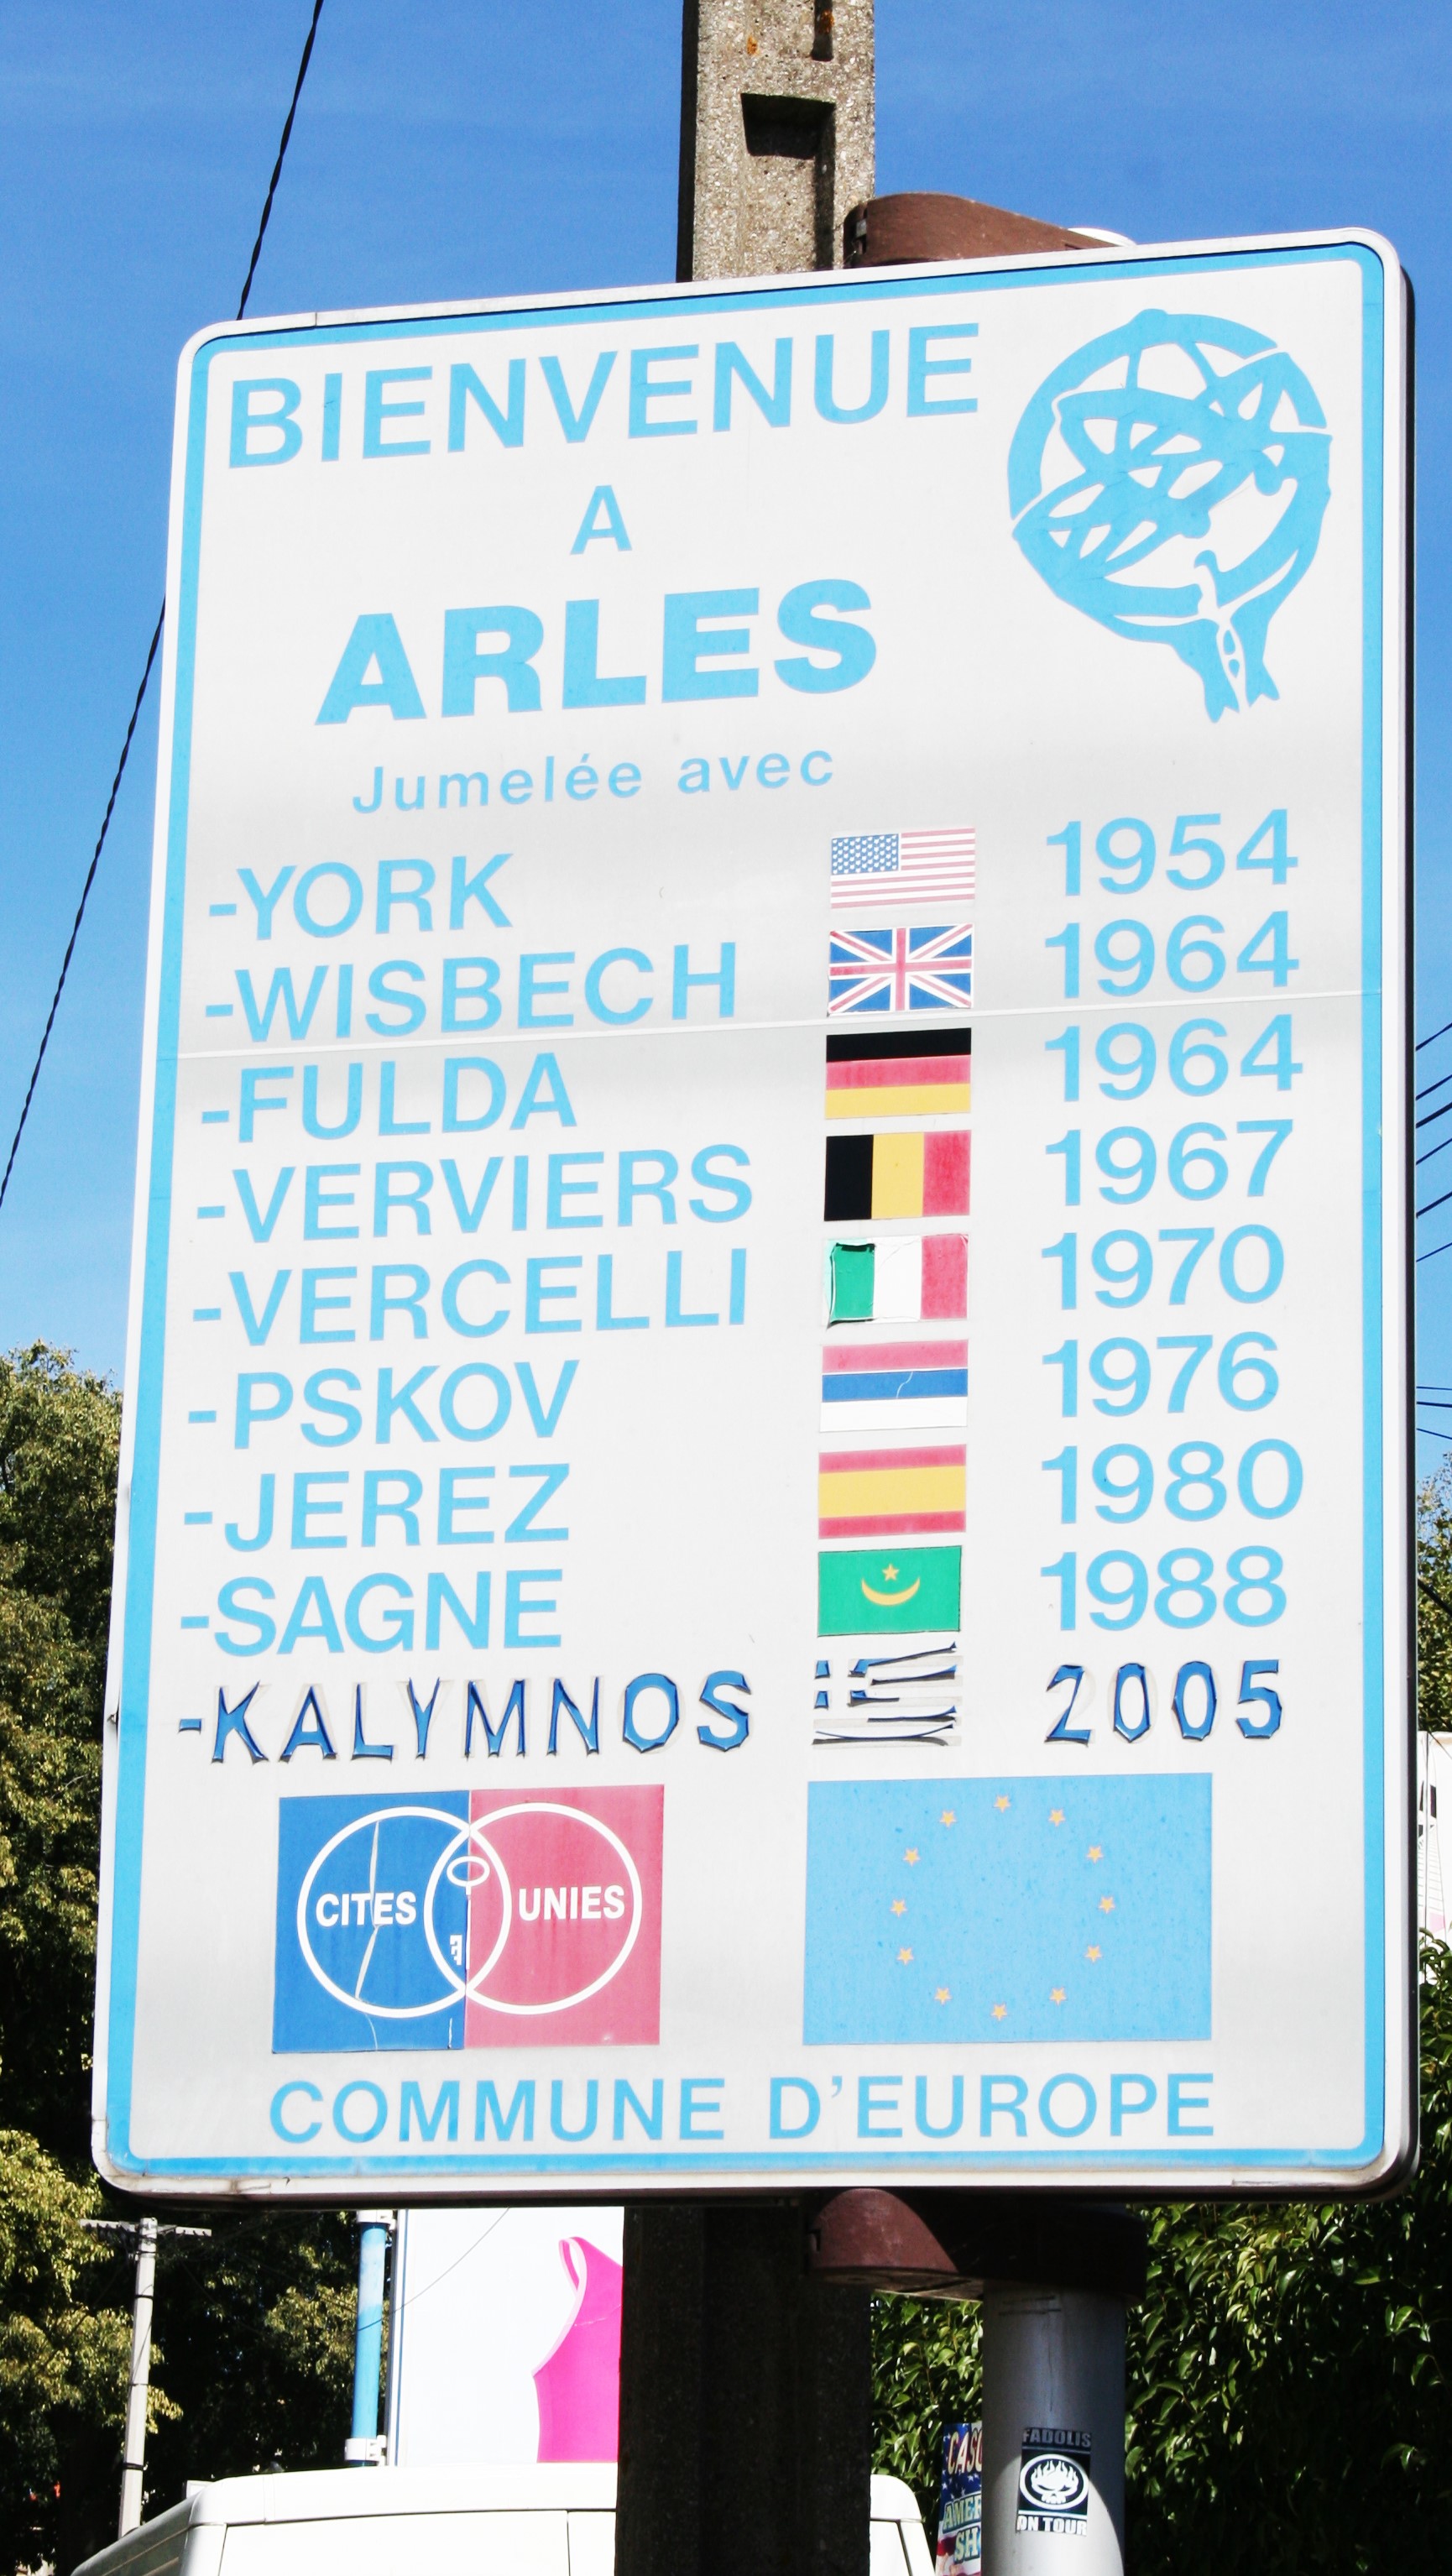 BIENVENUE
A
ARLES
Jumelée avec
-YORK 1954
-WISBECH 1964
-FULDA 1964
-VERVIERS 1967
-VERCELLI 1970
-PSKOV 1976
-JEREZ 1980
-SAGNE 1988
-KALYMNOS 2005
CITES UNIES
COMMUNE D'EUROPE
FADOLIS
ON TOUR